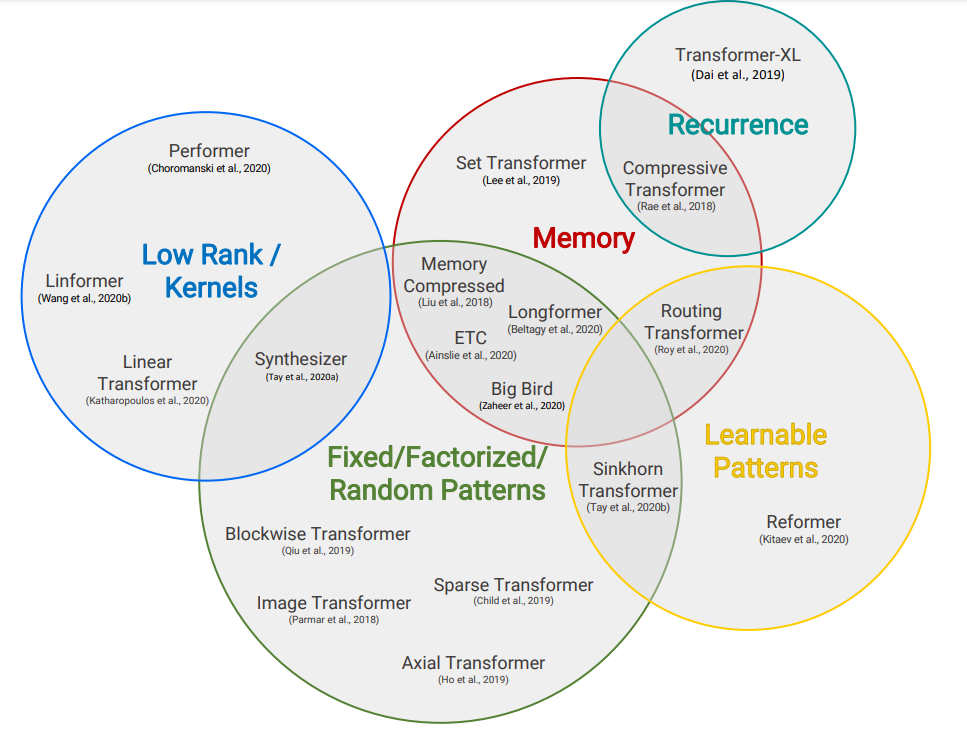 Transformer-XL
(Dai et al., 2019)
Recurrence
Compressive
Transformer
(Rae et al., 2018)
Performer
(Choromanski et al., 2020)
Low Rank /
Kernels
Linformer
(Wang et al., 2020b)
Linear
Transformer
(Katharopoulos et al., 2020)
Synthesizer
(Tay et al., 2020a)
Set Transformer
(Lee et al., 2019)
Memory
Memory
Compressed
(Liu et al., 2018)
Longformer
(Beltagy et al., 2020)
ETC
(Ainslie et al., 2020)
Big Bird
(Zaheer et al., 2020)
Routing
Transformer
(Roy et al., 2020)
Learnable
Patterns
Fixed/Factorized/
Random Patterns
Sinkhorn
Transformer
(Tay et al., 2020b)
Reformer
(Kitaev et al., 2020)
Blockwise Transformer
(Qiu et al., 2019)
Sparse Transformer
(Child et al., 2019)
Image Transformer
(Parmar et al., 2018)
Axial Transformer
(Ho et al., 2019)